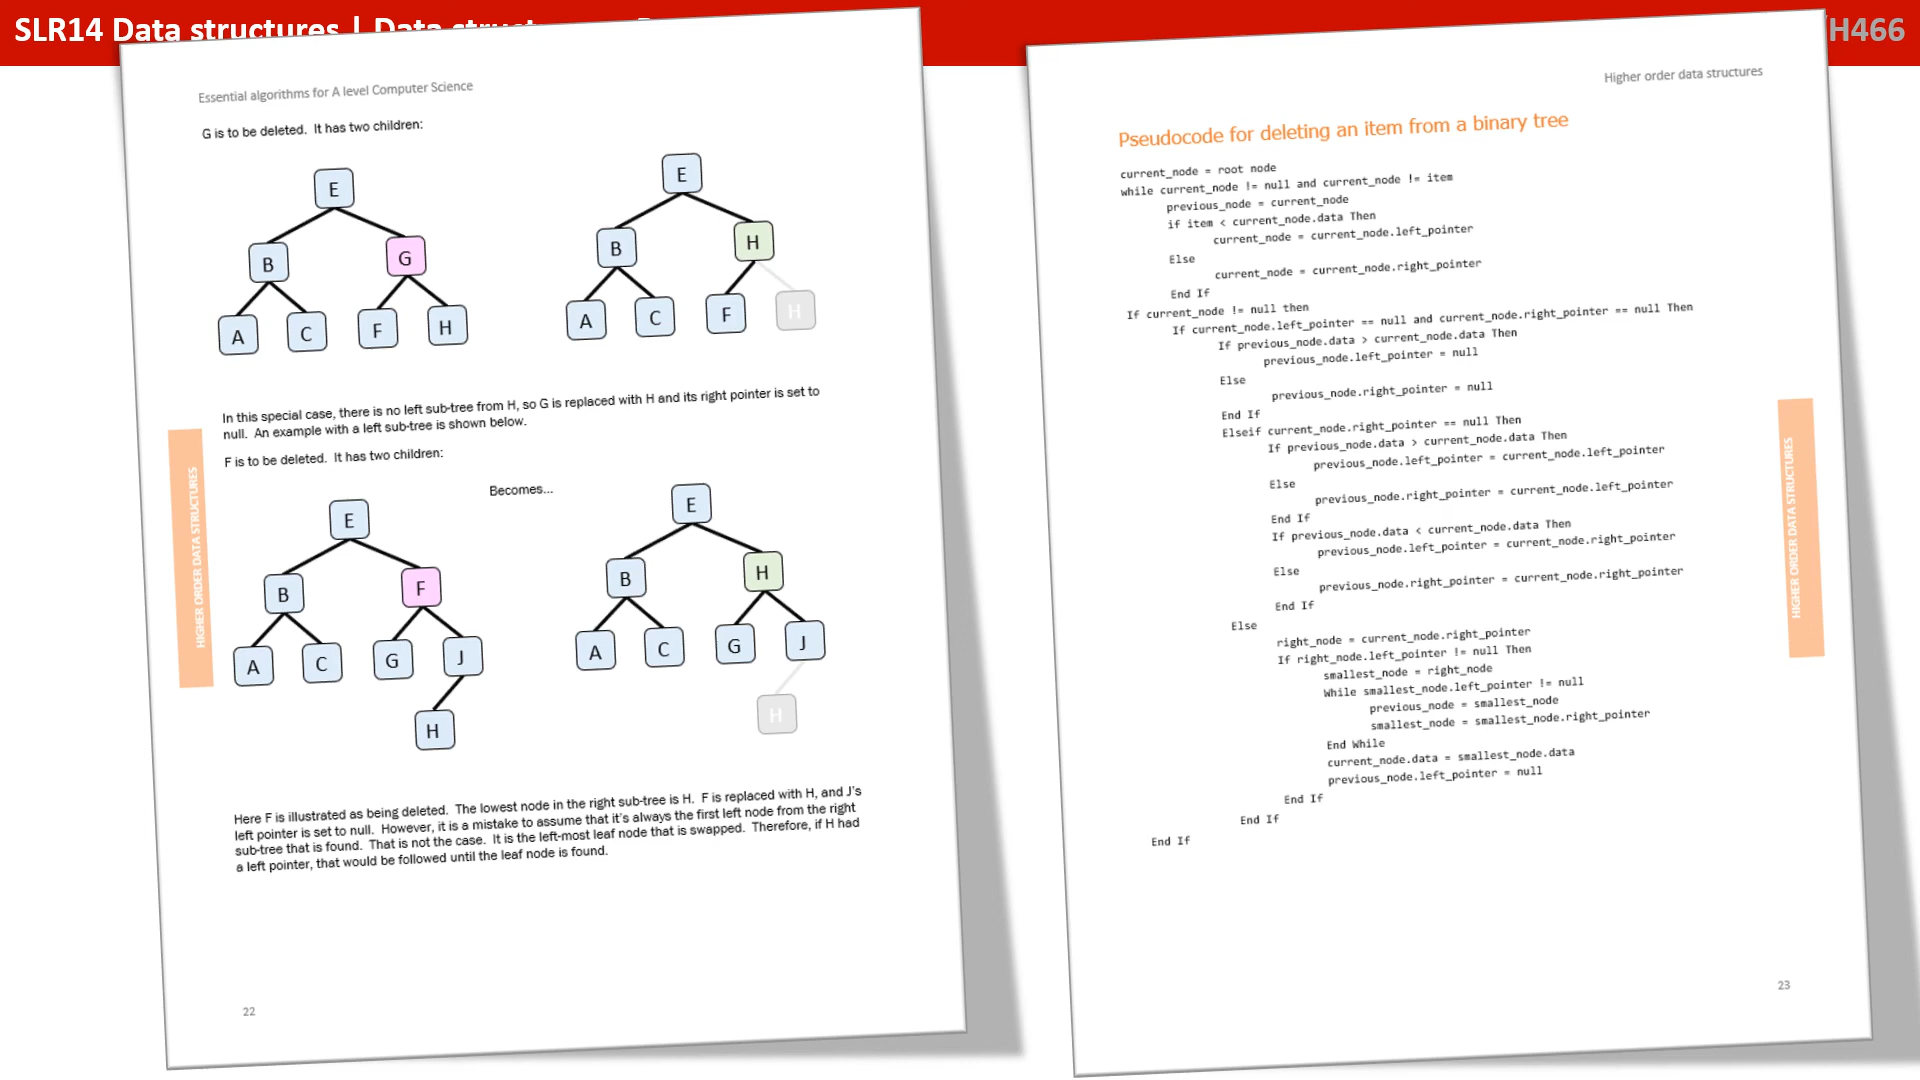 SLR14 Data structures | Data
H466
Essential algorithms for A level Computer Science
G is to be deleted. It has two children:
E
B G
A C F H
E
B H
A C F H
In this special case, there is no left sub-tree from H, so G is replaced with H and its right pointer is set to
null. An example with a left sub-tree is shown below.
F is to be deleted. It has two children:
Becomes...
E
B F
A C G J
H
E
B H
A C G J
H
Here F is illustrated as being deleted. The lowest node in the right sub-tree is H. F is replaced with H, and J's
left pointer is set to null. However, it is a mistake to assume that it's always the first left node from the right
sub-tree that is found. That is not the case. It is the left-most leaf node that is swapped. Therefore, if H had
a left pointer, that would be followed until the leaf node is found.
HIGHER ORDER DATA STRUCTURES
22
Higher order data structures
Pseudocode for deleting an item from a binary tree
current_node = root node
while current_node != null and current_node != item
previous_node = current_node
if item < current_node.data Then
current_node = current_node.left_pointer
Else
current_node = current_node.right_pointer
End If
If current_node != null then
If current_node.left_pointer == null and current_node.right_pointer == null Then
If previous_node.data > current_node.data Then
previous_node.left_pointer = null
Else
previous_node.right_pointer = null
End If
Elseif current_node.right_pointer == null Then
If previous_node.data > current_node.data Then
previous_node.left_pointer = current_node.left_pointer
Else
previous_node.right_pointer = current_node.left_pointer
End If
If previous_node.data < current_node.data Then
previous_node.left_pointer = current_node.right_pointer
Else
previous_node.right_pointer = current_node.right_pointer
End If
Else
right_node = current_node.right_pointer
If right_node.left_pointer != null Then
smallest_node = right_node
While smallest_node.left_pointer != null
previous_node = smallest_node
smallest_node = smallest_node.right_pointer
End While
current_node.data = smallest_node.data
previous_node.left_pointer = null
End If
End If
End If
HIGHER ORDER DATA STRUCTURES
23